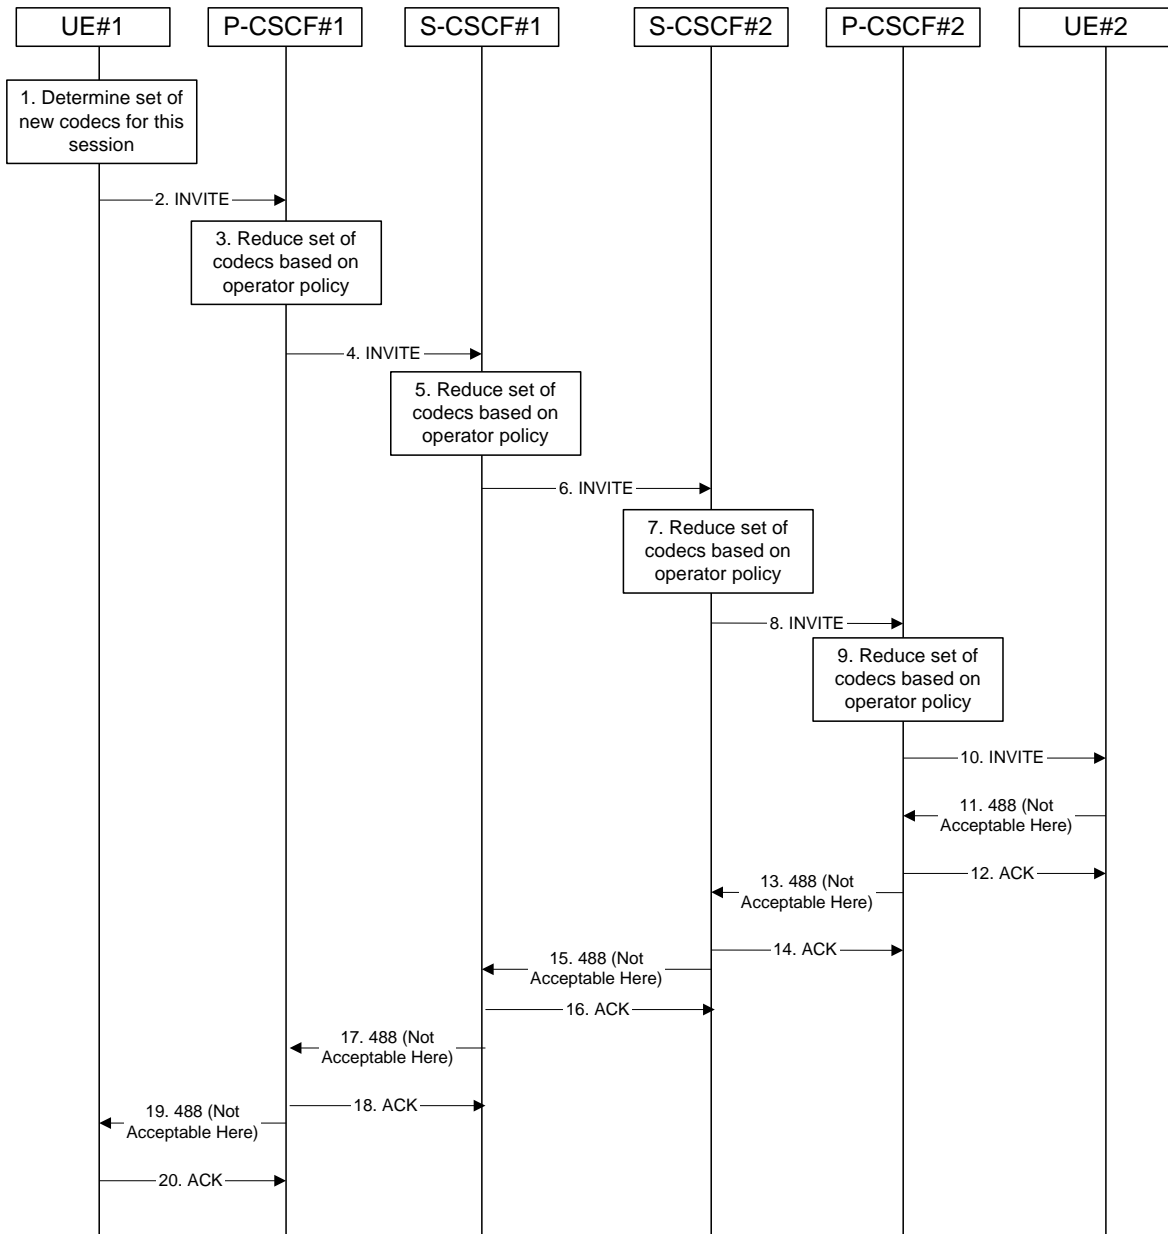 UE#1
P-CSCF#1
S-CSCF#1
S-CSCF#2
P-CSCF#2
UE#2
1. Determine set of
new codecs for this
session
2. INVITE
3. Reduce set of
codecs based on
operator policy
4. INVITE
5. Reduce set of
codecs based on
operator policy
6. INVITE
7. Reduce set of
codecs based on
operator policy
8. INVITE
9. Reduce set of
codecs based on
operator policy
10. INVITE
11. 488 (Not
Acceptable Here)
12. ACK
13. 488 (Not
Acceptable Here)
14. ACK
15. 488 (Not
Acceptable Here)
16. ACK
17. 488 (Not
Acceptable Here)
18. ACK
19. 488 (Not
Acceptable Here)
20. ACK